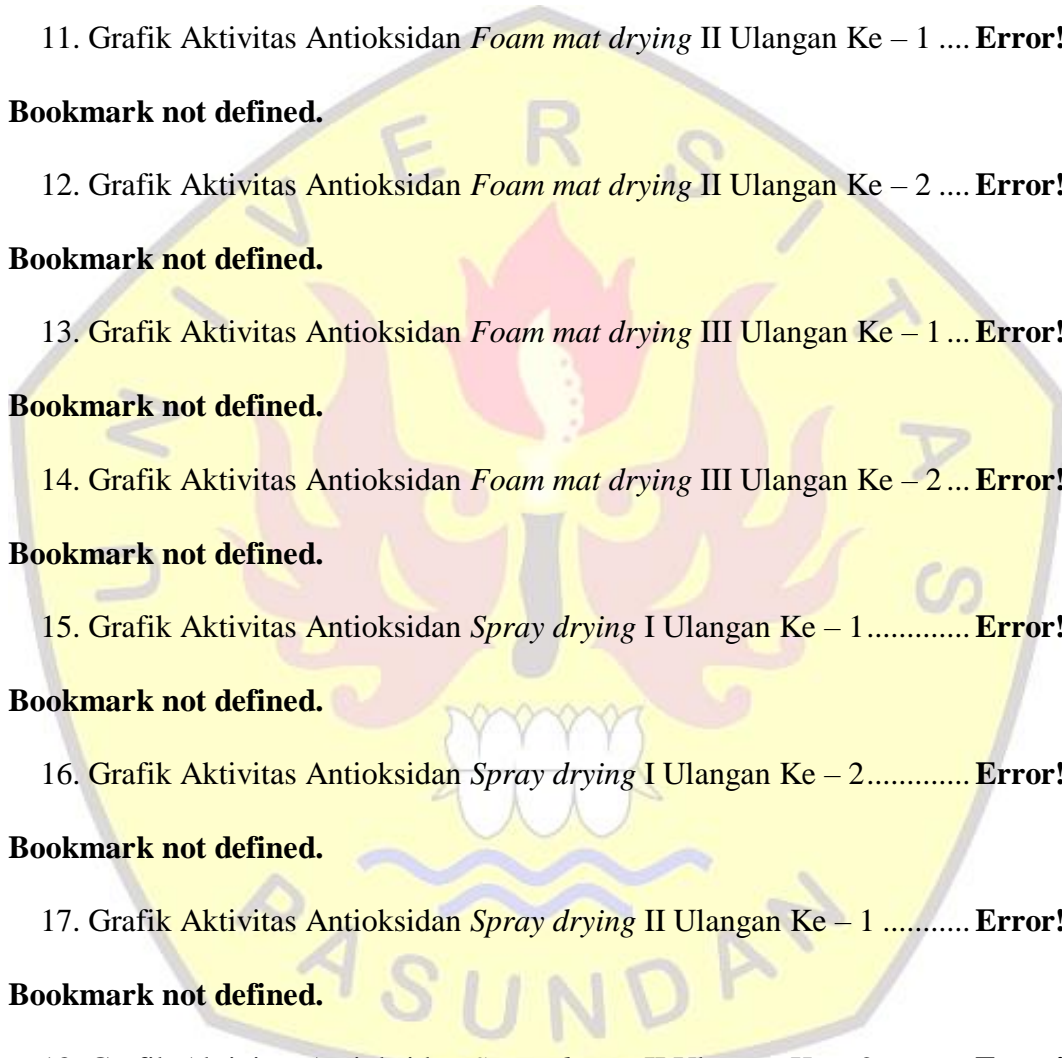 11. Grafik Aktivitas Antioksidan Foam mat drying II Ulangan Ke – 1 .... Error!
Bookmark not defined.
12. Grafik Aktivitas Antioksidan Foam mat drying II Ulangan Ke – 2 .... Error!
Bookmark not defined.
13. Grafik Aktivitas Antioksidan Foam mat drying III Ulangan Ke – 1 ... Error!
Bookmark not defined.
14. Grafik Aktivitas Antioksidan Foam mat drying III Ulangan Ke – 2 ... Error!
Bookmark not defined.
15. Grafik Aktivitas Antioksidan Spray drying I Ulangan Ke – 1 ............. Error!
Bookmark not defined.
16. Grafik Aktivitas Antioksidan Spray drying I Ulangan Ke – 2 ............. Error!
Bookmark not defined.
17. Grafik Aktivitas Antioksidan Spray drying II Ulangan Ke – 1 ........... Error!
Bookmark not defined.
UNIVERSITAS
PASUNDAN